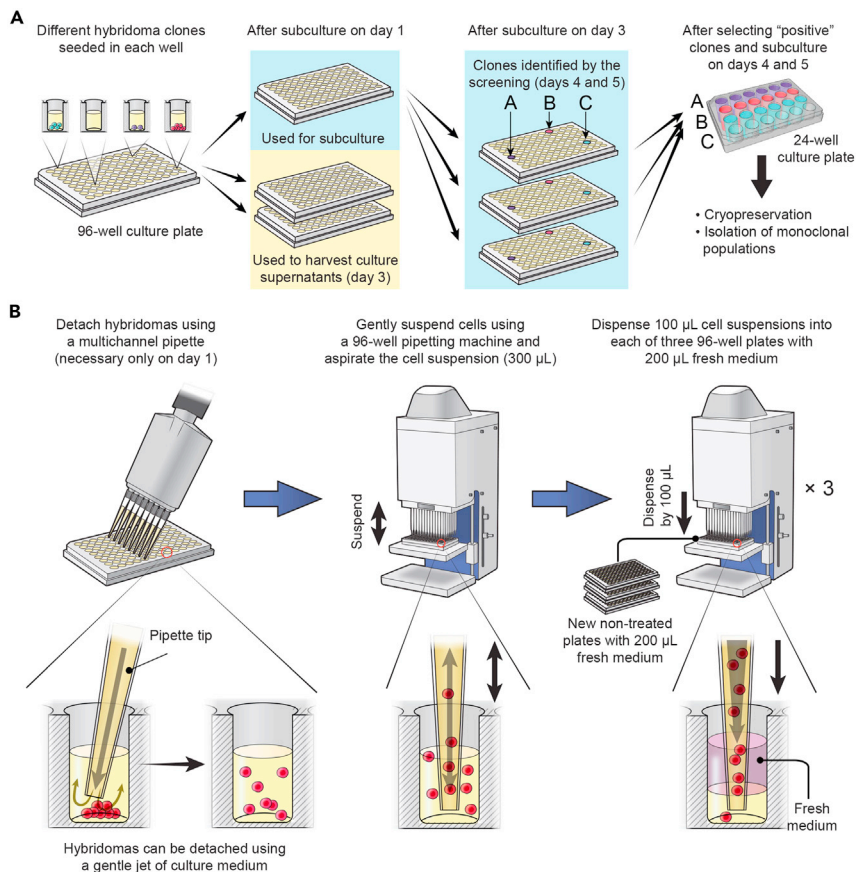 A
Different hybridoma clones
seeded in each well
96-well culture plate
After subculture on day 1
Used for subculture
Used to harvest culture
supernatants (day 3)
After subculture on day 3
Clones identified by the
screening (days 4 and 5)
A
B
C
After selecting “positive”
clones and subculture
on days 4 and 5
A
B
C
24-well
culture plate
• Cryopreservation
• Isolation of monoclonal
populations
B
Detach hybridomas using
a multichannel pipette
(necessary only on day 1)
Gently suspend cells using
a 96-well pipetting machine and
aspirate the cell suspension (300 µL)
Dispense 100 µL cell suspensions into
each of three 96-well plates with
200 µL fresh medium
Suspend
Dispense
by 100 µL
× 3
New non-treated
plates with 200 µL
fresh medium
Pipette tip
Fresh
medium
Hybridomas can be detached using
a gentle jet of culture medium